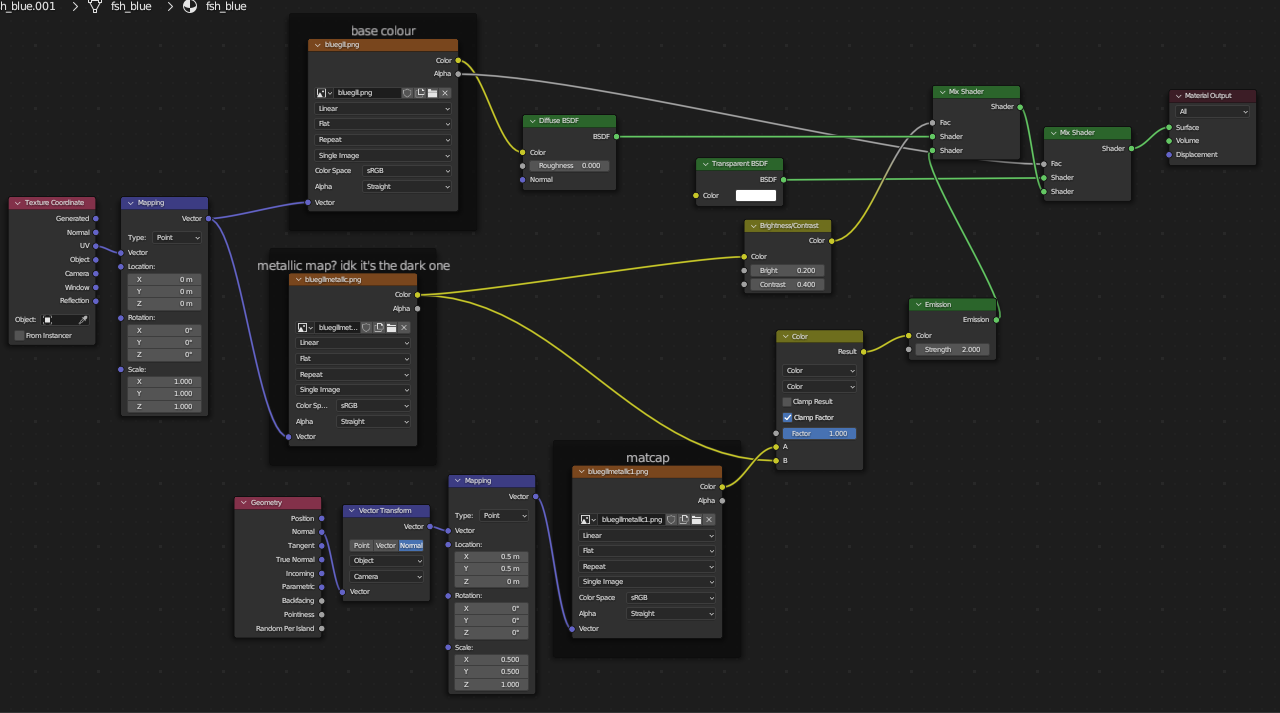 h_blue.001 > fsh_blue > fsh_blue
base colour
bluegll.png
Color
Alpha
bluegll.png
Linear
Flat
Repeat
Single Image
Color Space sRGB
Alpha Straight
Vector
Diffuse BSDF
BSDF
Color
Roughness 0.000
Normal
Transparent BSDF
BSDF
Color
Mix Shader
Shader
Fac
Shader
Shader
Mix Shader
Shader
Fac
Shader
Shader
Material Output
All
Surface
Volume
Displacement
Texture Coordinate
Generated
Normal
UV
Object
Camera
Window
Reflection
Object:
From Instancer
Mapping
Vector
Type: Point
Vector
Location:
X 0 m
Y 0 m
Z 0 m
Rotation:
X 0°
Y 0°
Z 0°
Scale:
X 1.000
Y 1.000
Z 1.000
metallic map? idk it's the dark one
bluegllmetallc.png
Color
Alpha
bluegllmet...
Linear
Flat
Repeat
Single Image
Color Sp... sRGB
Alpha Straight
Vector
Brightness/Contrast
Color
Color
Bright 0.200
Contrast 0.400
Emission
Emission
Color
Strength 2.000
Color
Result
Color
Color
Clamp Result
Clamp Factor
Factor 1.000
A
B
Geometry
Position
Normal
Tangent
True Normal
Incoming
Parametric
Backfacing
Pointiness
Random Per Island
Vector Transform
Vector
Point Vector Normal
Object
Camera
Vector
Mapping
Vector
Type: Point
Vector
Location:
X 0.5 m
Y 0.5 m
Z 0 m
Rotation:
X 0°
Y 0°
Z 0°
Scale:
X 0.500
Y 0.500
Z 1.000
matcap
bluegllmetallc1.png
Color
Alpha
bluegllmetallc1.png
Linear
Flat
Repeat
Single Image
Color Space sRGB
Alpha Straight
Vector